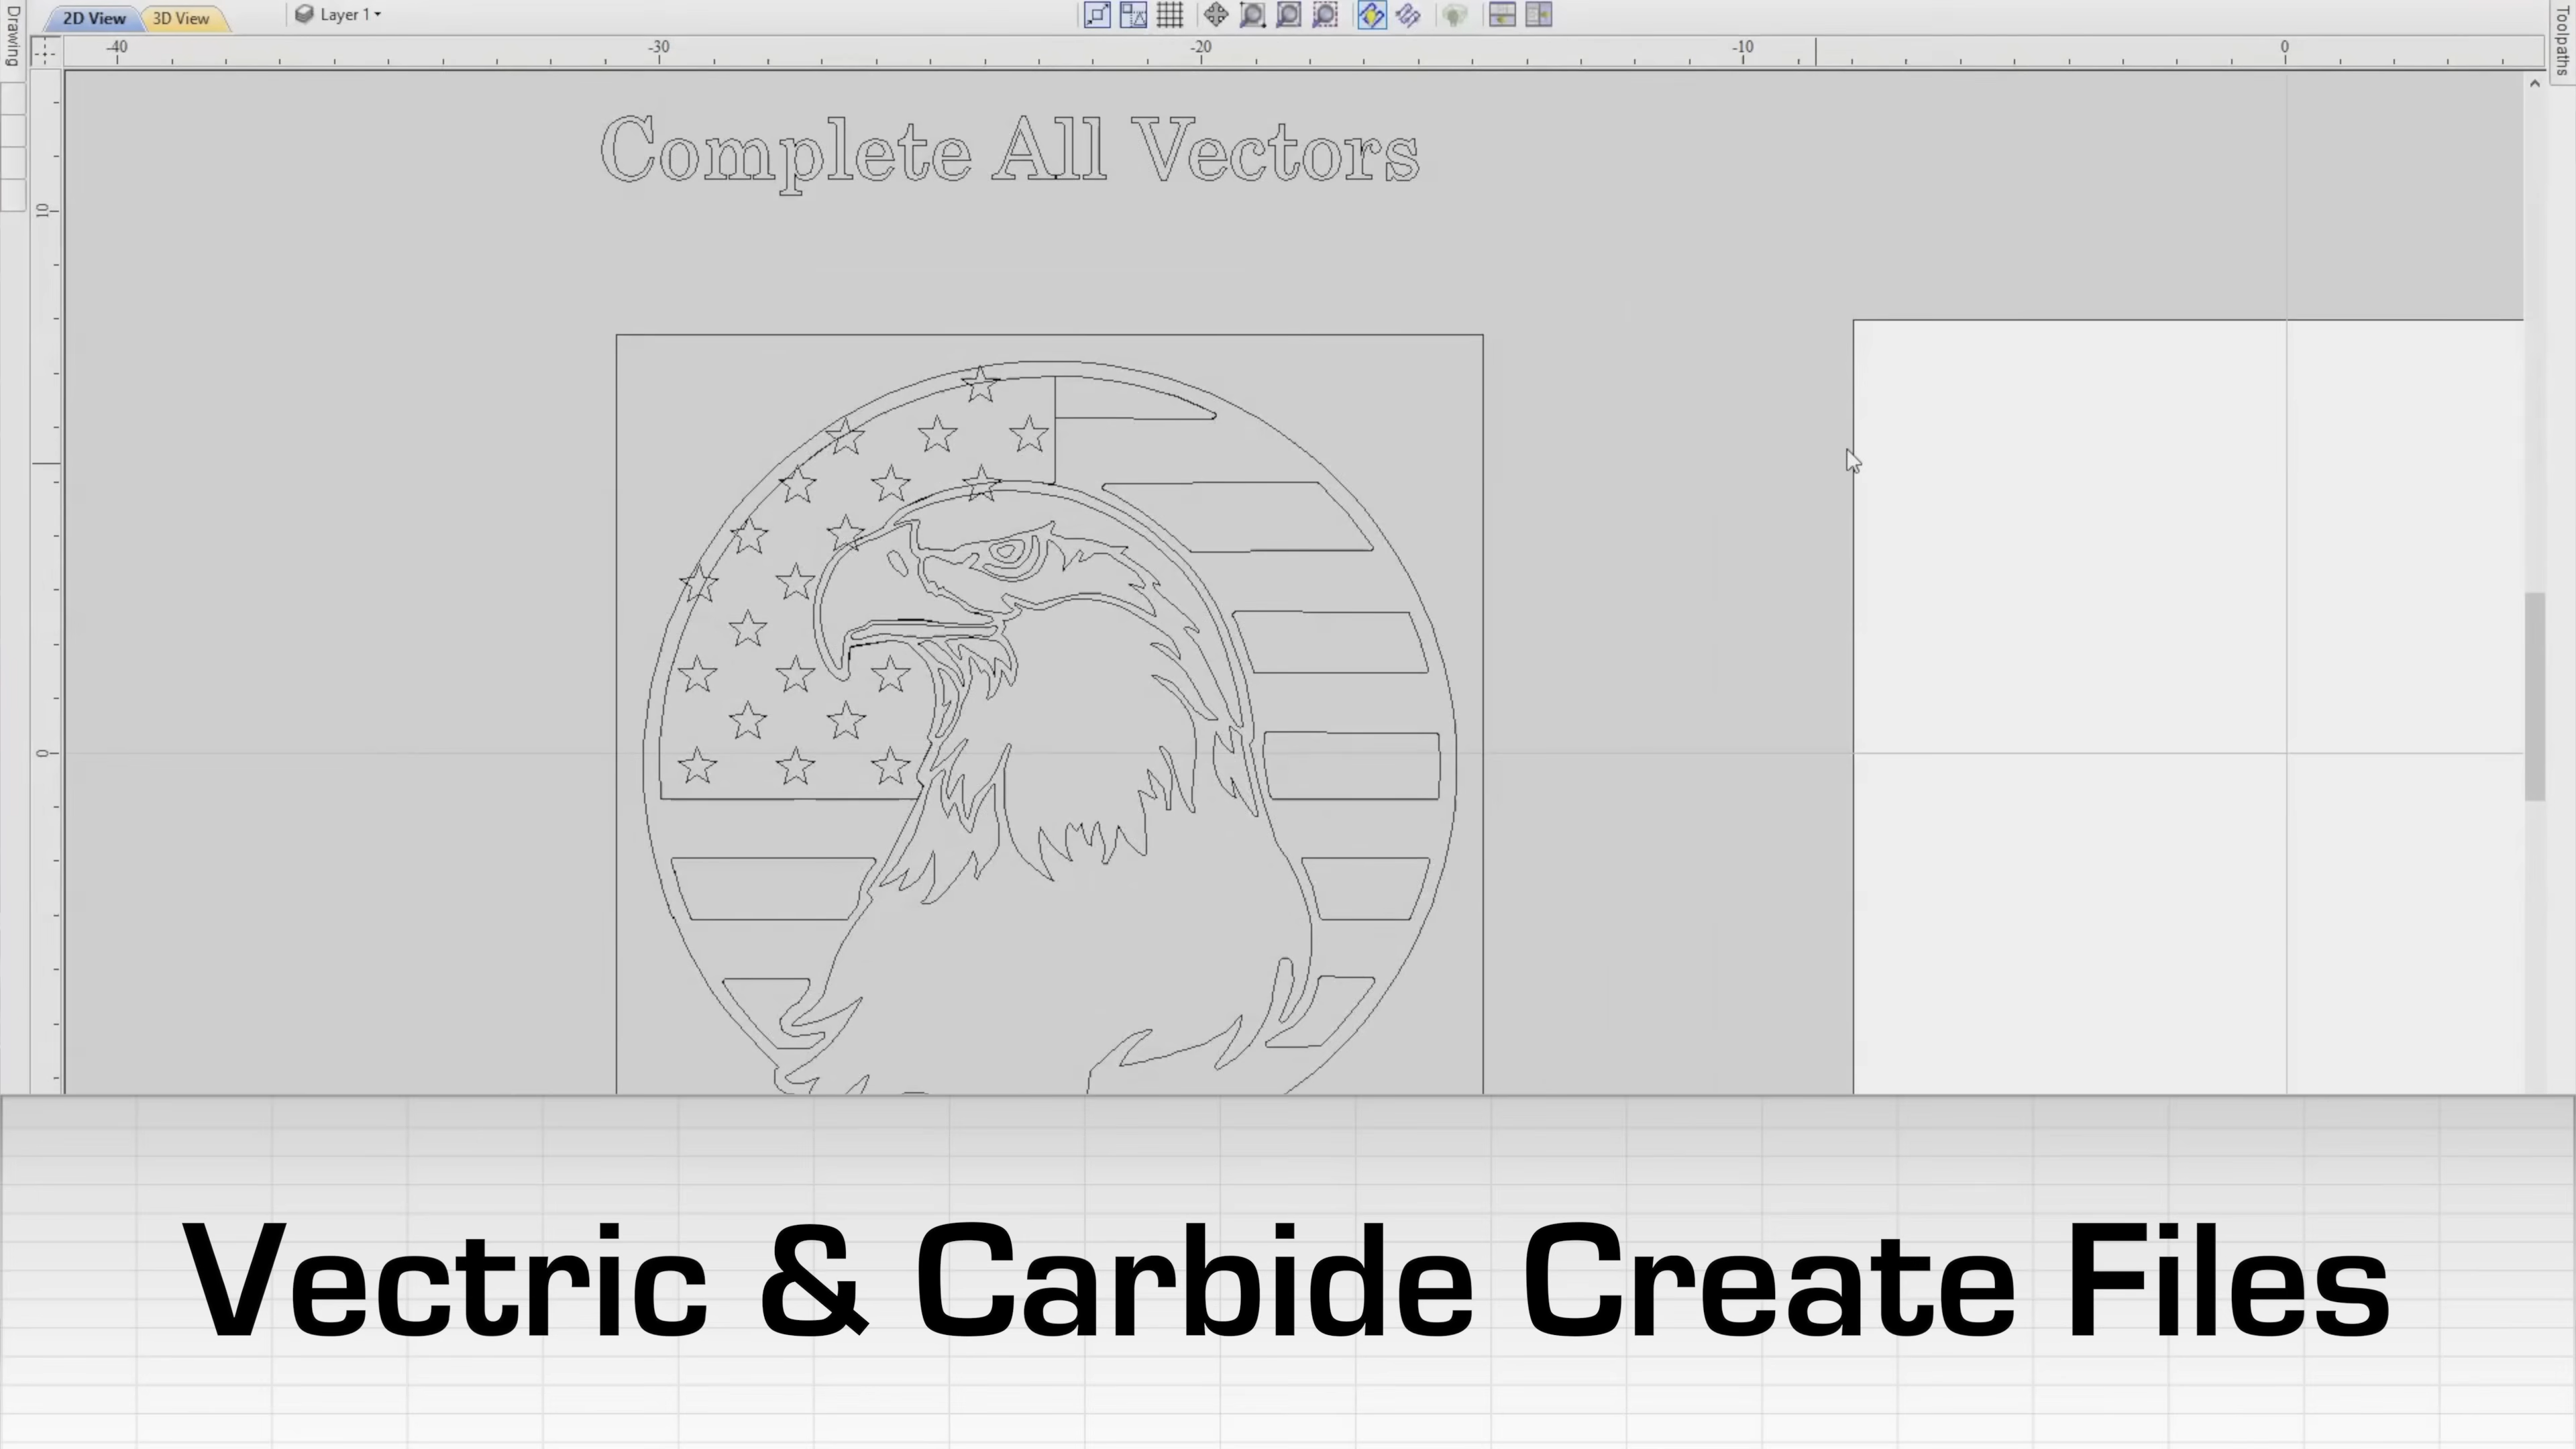 Drawing
2D View
3D View
Layer 1
Toolpaths
-40
-30
-20
-10
0
10
0
Complete All Vectors
Vectric & Carbide Create Files